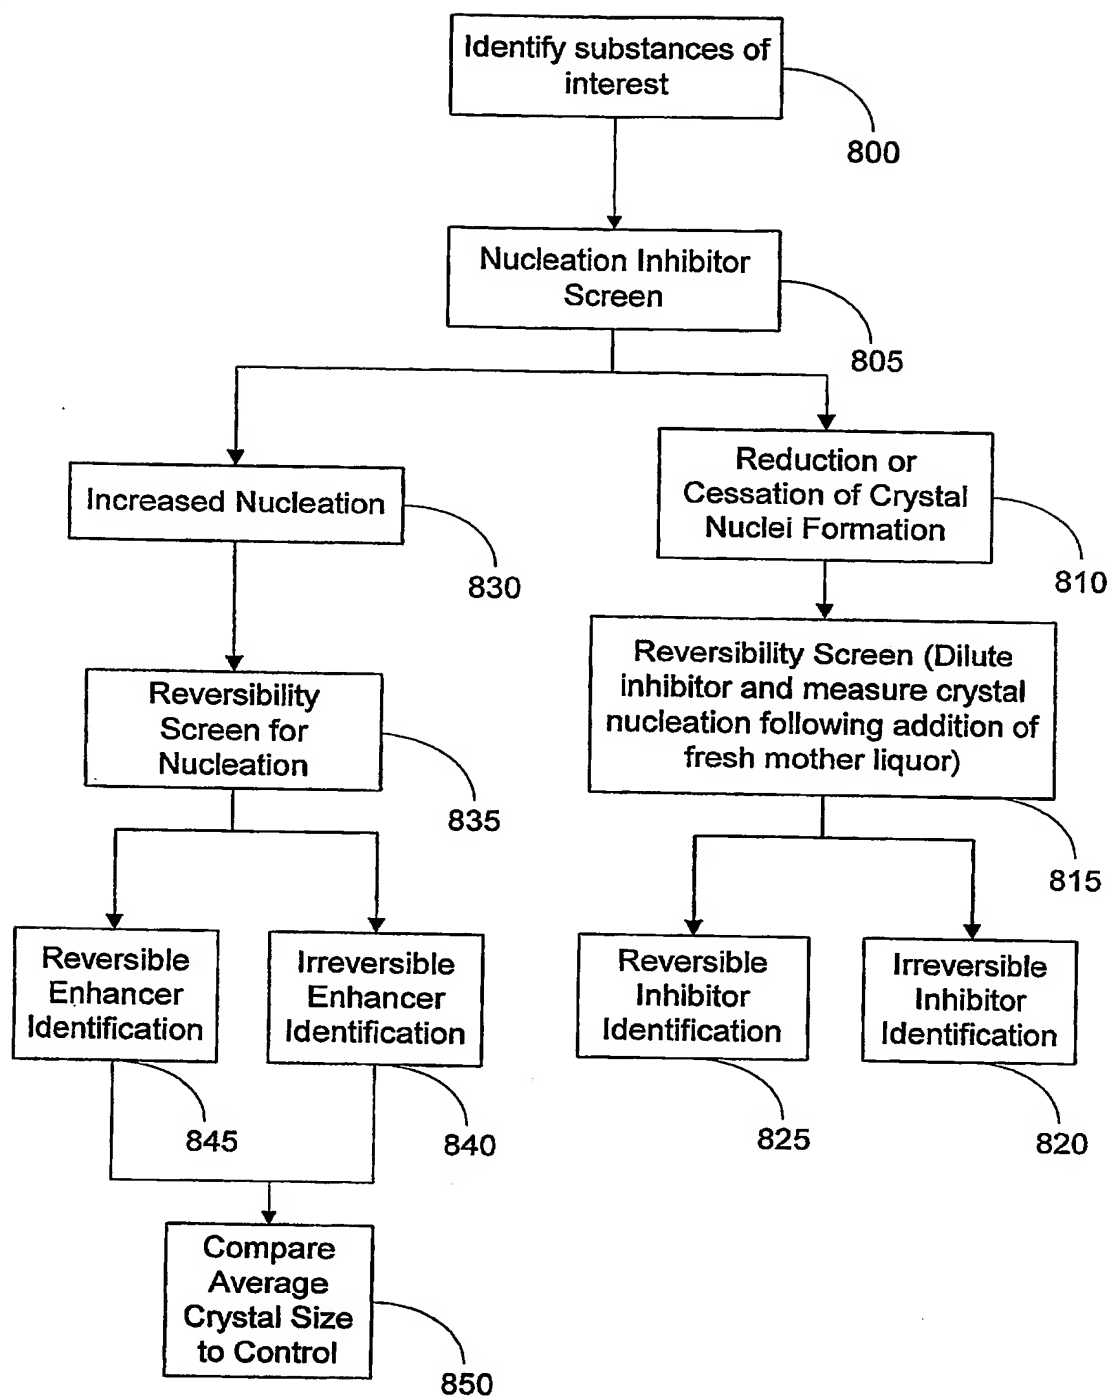 Identify substances of
interest
800
Nucleation Inhibitor
Screen
805
Increased Nucleation
830
Reduction or
Cessation of Crystal
Nuclei Formation
810
Reversibility
Screen for
Nucleation
835
Reversibility Screen (Dilute
inhibitor and measure crystal
nucleation following addition of
fresh mother liquor)
815
Reversible
Enhancer
Identification
845
Irreversible
Enhancer
Identification
840
Reversible
Inhibitor
Identification
825
Irreversible
Inhibitor
Identification
820
Compare
Average
Crystal Size
to Control
850